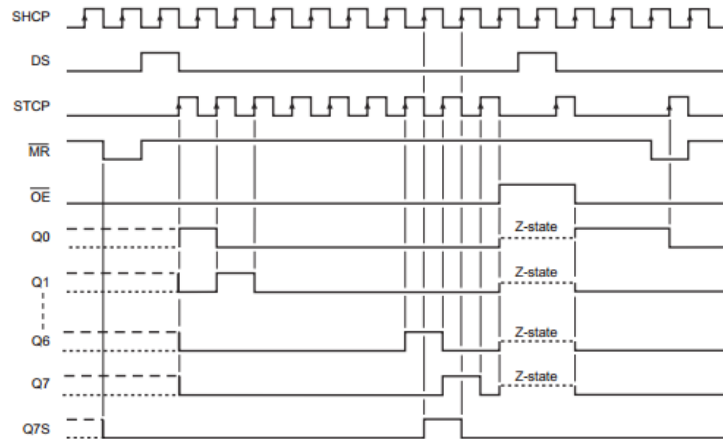 SHCP
DS
STCP
MR
OE
Q0 Z-state
Q1 Z-state
Q6 Z-state
Q7 Z-state
Q7S